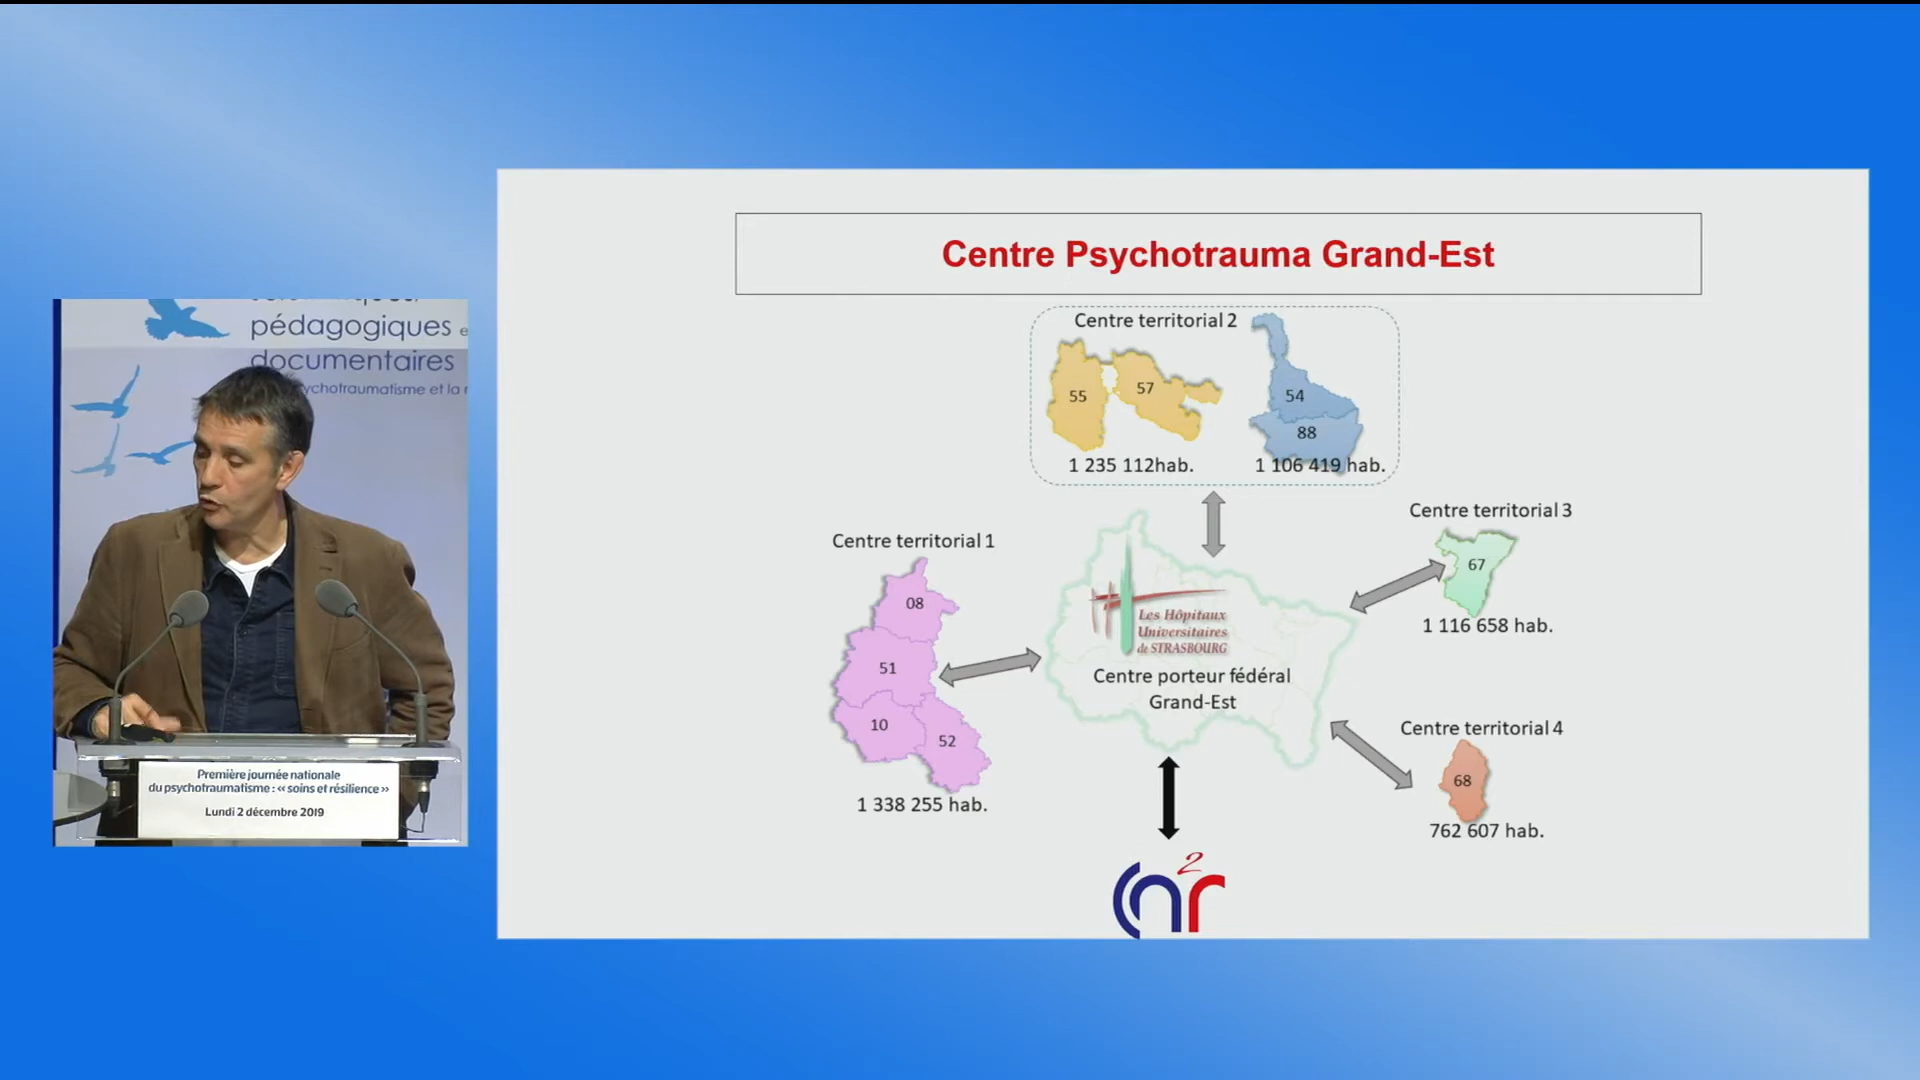 pédagogiques e
documentaires
ychotraumatisme et la r
Première journée nationale
du psychotraumatisme : « soins et résilience »
Lundi 2 décembre 2019
Centre Psychotrauma Grand-Est
Centre territorial 2
55
57
54
88
1 235 112hab.
1 106 419 hab.
Centre territorial 1
08
51
10
52
1 338 255 hab.
Les Hôpitaux
Universitaires
de STRASBOURG
Centre porteur fédéral
Grand-Est
Centre territorial 3
67
1 116 658 hab.
Centre territorial 4
68
762 607 hab.
Cn2r